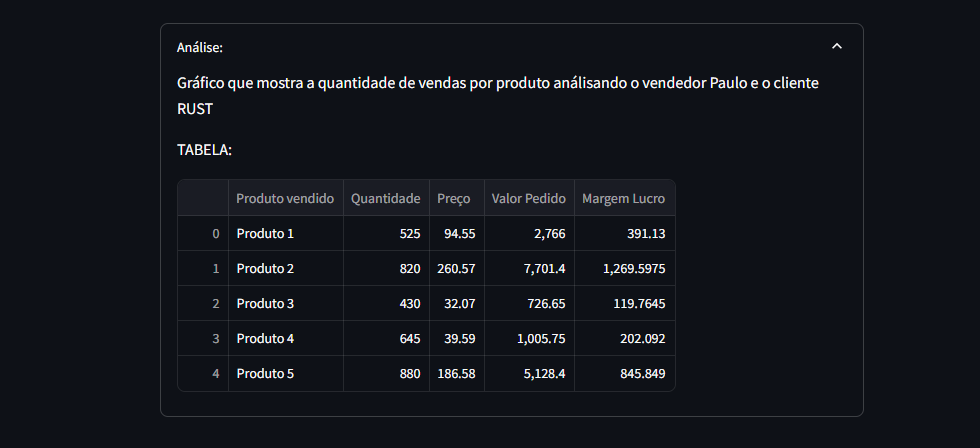 Análise:
Gráfico que mostra a quantidade de vendas por produto análisando o vendedor Paulo e o cliente
RUST
TABELA:
Produto vendido Quantidade Preço Valor Pedido Margem Lucro
0 Produto 1 525 94.55 2,766 391.13
1 Produto 2 820 260.57 7,701.4 1,269.5975
2 Produto 3 430 32.07 726.65 119.7645
3 Produto 4 645 39.59 1,005.75 202.092
4 Produto 5 880 186.58 5,128.4 845.849